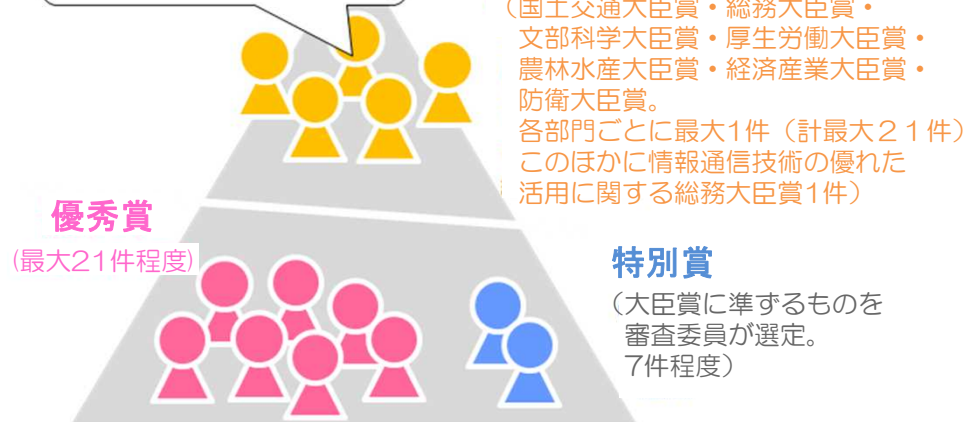 （国土交通大臣賞・総務大臣賞・
文部科学大臣賞・厚生労働大臣賞・
農林水産大臣賞・経済産業大臣賞・
防衛大臣賞。
各部門ごとに最大1件（計最大２１件）
このほかに情報通信技術の優れた
活用に関する総務大臣賞1件）
優秀賞
(最大21件程度)
特別賞
（大臣賞に準ずるものを
審査委員が選定。
7件程度）